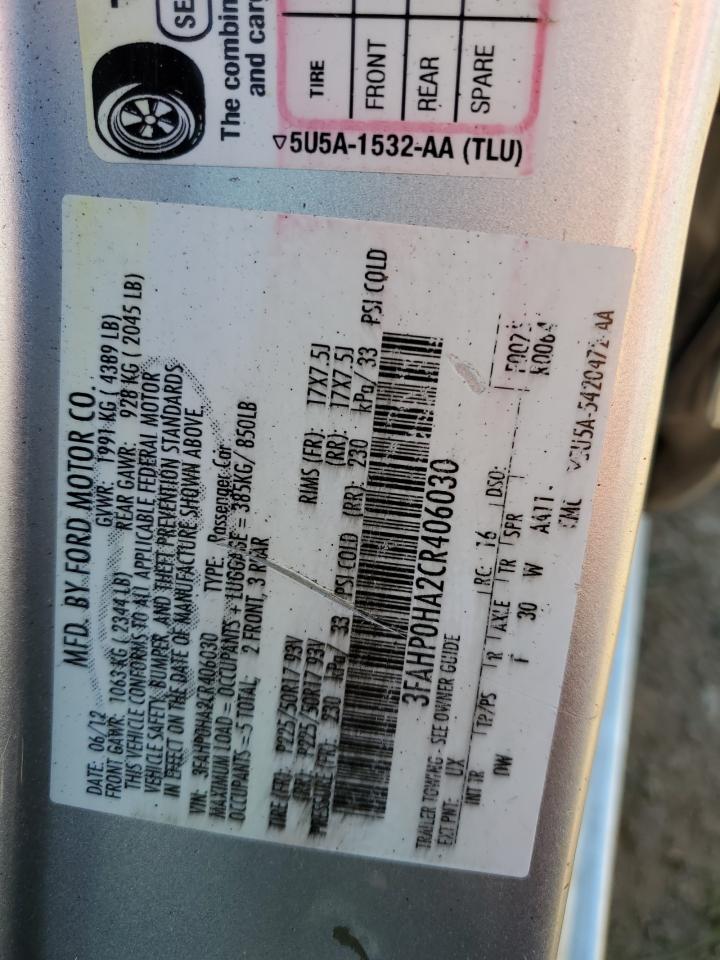 SE
The combin
and car
TIRE
FRONT
REAR
SPARE
5U5A-1532-AA (TLU)
MFD. BY FORD MOTOR CO.
DATE: 06/12 GVWR: 1991 KG ( 4389 LB)
FRONT GAWR: 1063 KG ( 2344 LB) REAR GAWR: 928 KG ( 2045 LB)
THIS VEHICLE CONFORMS TO ALL APPLICABLE FEDERAL MOTOR
VEHICLE SAFETY, BUMPER, AND THEFT PREVENTION STANDARDS
IN EFFECT ON THE DATE OF MANUFACTURE SHOWN ABOVE.
VIN: 3FAHP0HA2CR406030 TYPE: Passenger Car
MAXIMUM LOAD = OCCUPANTS + LUGGAGE = 385KG/ 850LB
OCCUPANTS = 5 TOTAL, 2 FRONT, 3 REAR
TIRE (FR): P225/50R17 93V RIMS (FR): 17X7.5J
(RR): P225/50R17 93V (RR): 17X7.5J
PRESSURE (FR): 230 kPa/ 33 PSI COLD (RR): 230 kPa/ 33 PSI COLD
3FAHP0HA2CR406030
TRAILER TOWING - SEE OWNER GUIDE
EXT PNT: UX RC: 16 DSO: F0075
INT TR TP/PS R AXLE TR SPR K0064
DW I 30 W AA11
5U5A-5420472-AA